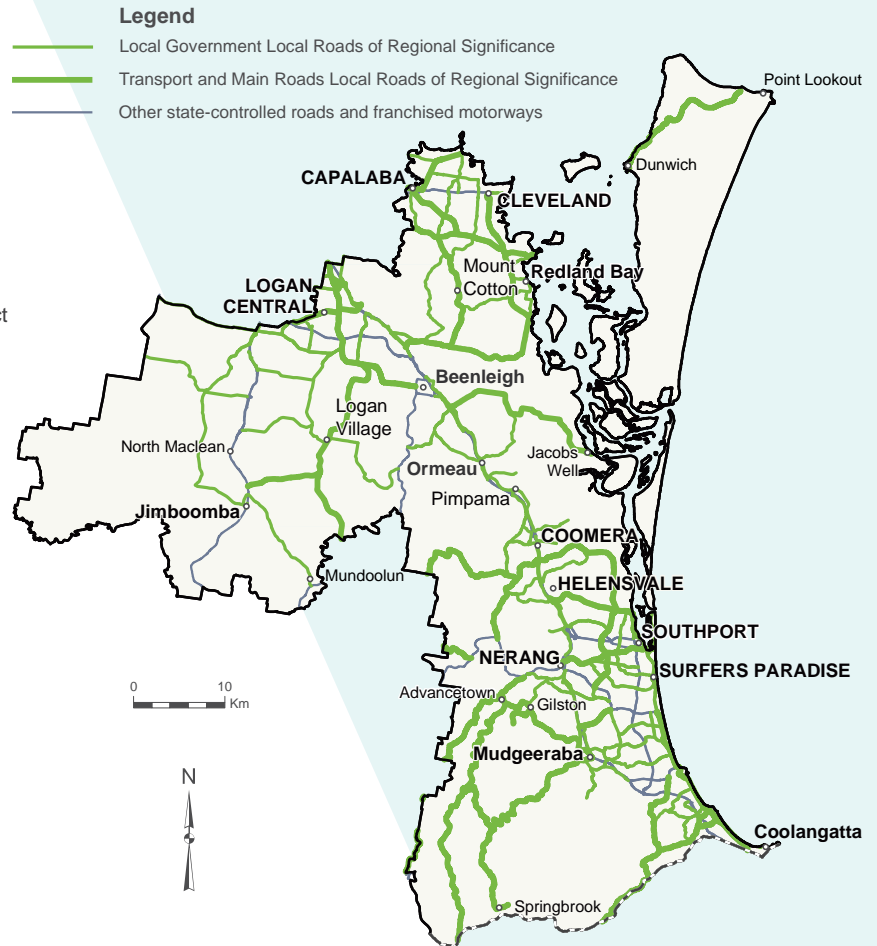 Legend
Local Government Local Roads of Regional Significance
Transport and Main Roads Local Roads of Regional Significance
Other state-controlled roads and franchised motorways
Point Lookout
Dunwich
CAPALABA
CLEVELAND
Mount
Cotton
Redland Bay
LOGAN
CENTRAL
ct
Beenleigh
Logan
Village
North Maclean
Jacobs
Well
Ormeau
Pimpama
Jimboomba
COOMERA
Mundoolun
HELENSVALE
SOUTHPORT
NERANG
SURFERS PARADISE
0 10
Km
Advancetown
Gilston
Mudgeeraba
N
Coolangatta
Springbrook